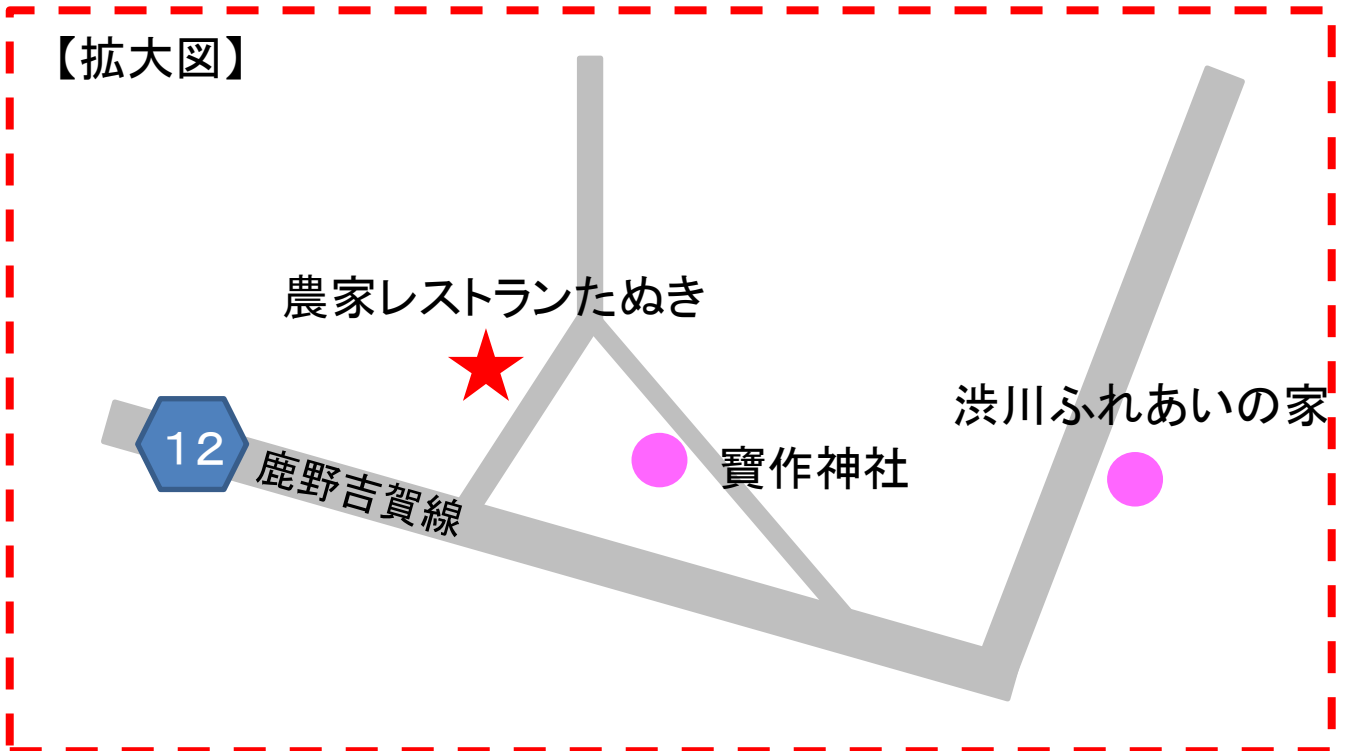 【拡大図】
農家レストランたぬき
渋川ふれあいの家
12
鹿野吉賀線
寶作神社